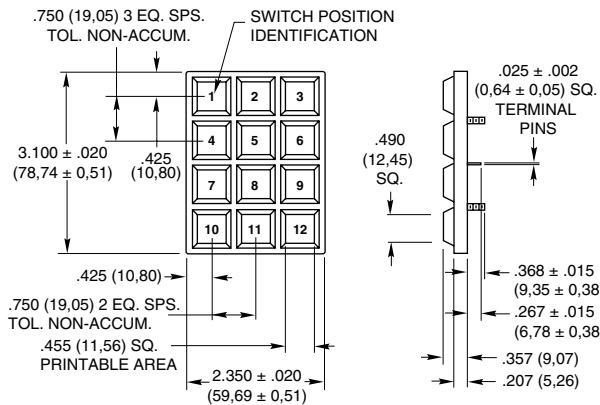 .750 (19,05) 3 EQ. SPS.
TOL. NON-ACCUM.
SWITCH POSITION
IDENTIFICATION
1 2 3
4 5 6
7 8 9
10 11 12
3.100 ± .020
(78,74 ± 0,51)
.425
(10,80)
.425 (10,80)
.750 (19,05) 2 EQ. SPS.
TOL. NON-ACCUM.
.455 (11,56) SQ.
PRINTABLE AREA
2.350 ± .020
(59,69 ± 0,51)
.025 ± .002
(0,64 ± 0,05) SQ.
TERMINAL
PINS
.490
(12,45)
SQ.
.368 ± .015
(9,35 ± 0,38
.267 ± .015
(6,78 ± 0,38
.357 (9,07)
.207 (5,26)